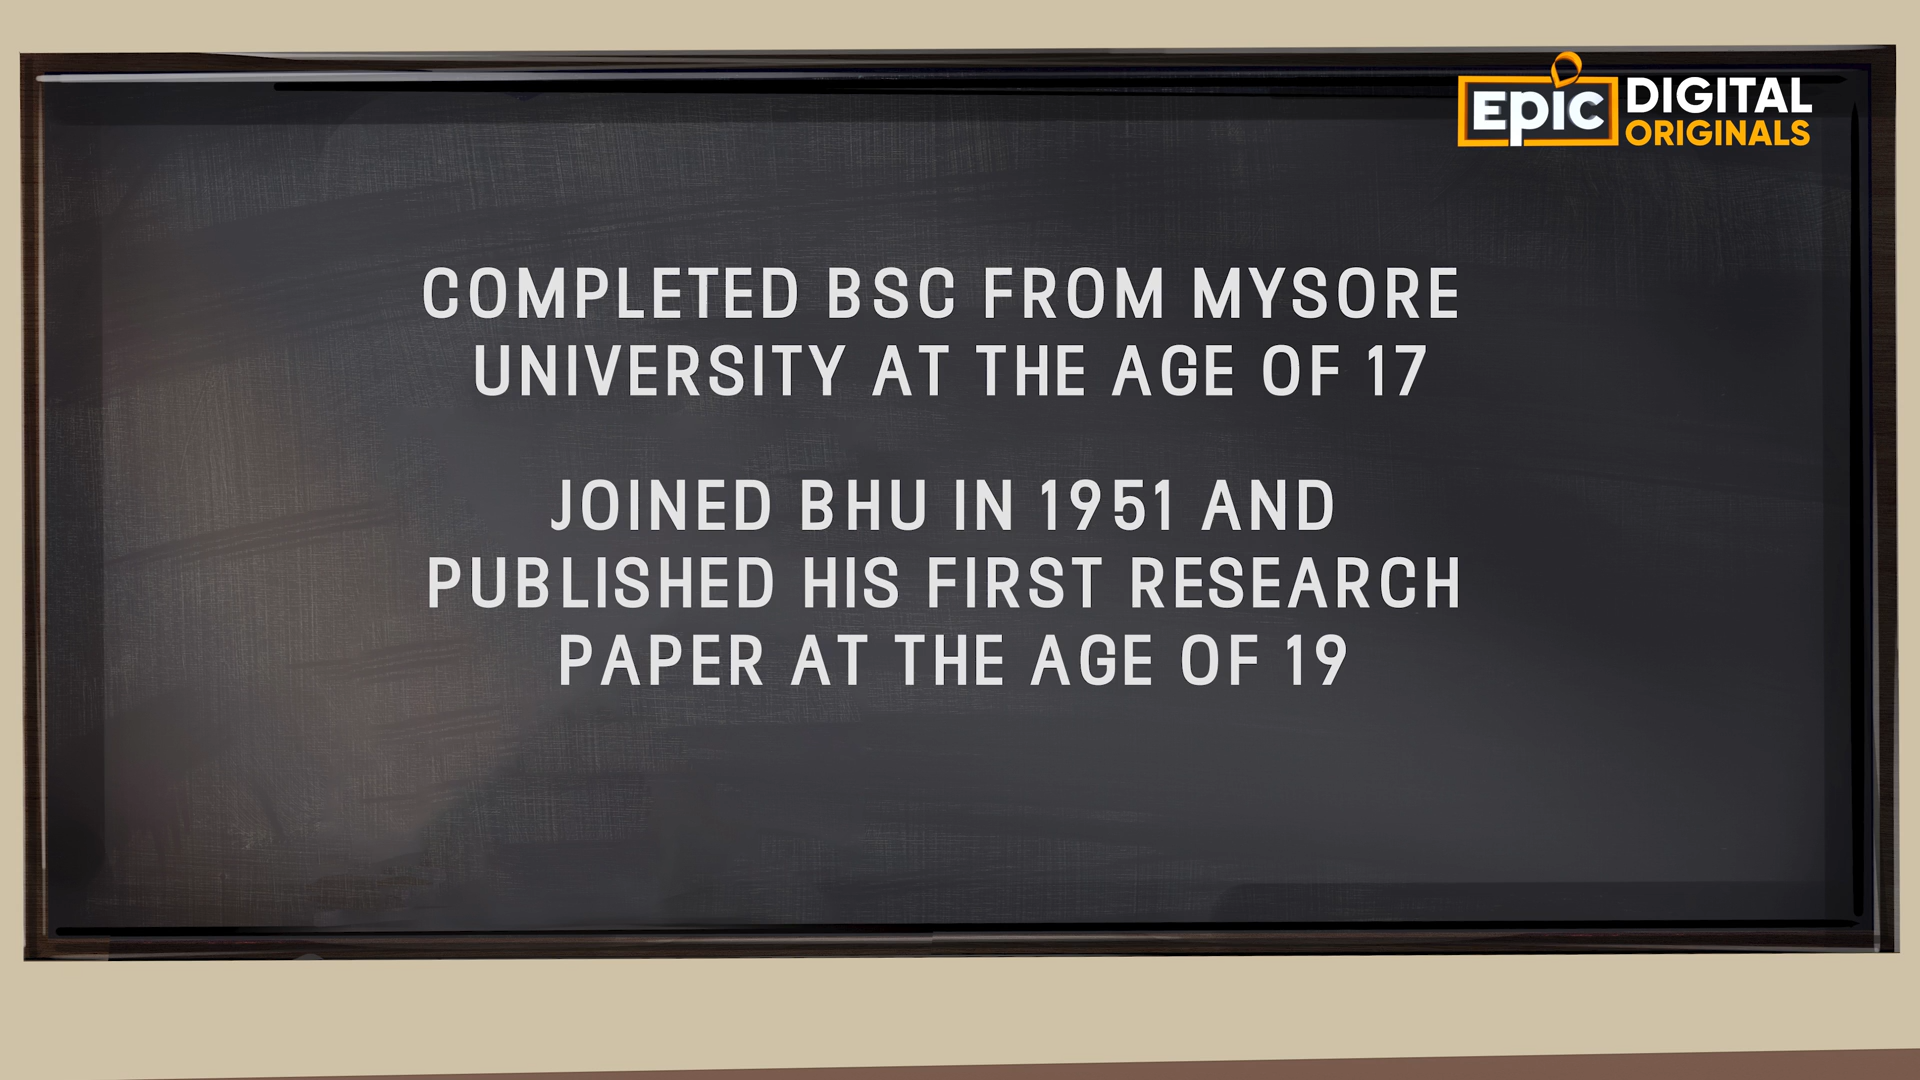 Epic DIGITAL
ORIGINALS
COMPLETED BSC FROM MYSORE
UNIVERSITY AT THE AGE OF 17
JOINED BHU IN 1951 AND
PUBLISHED HIS FIRST RESEARCH
PAPER AT THE AGE OF 19